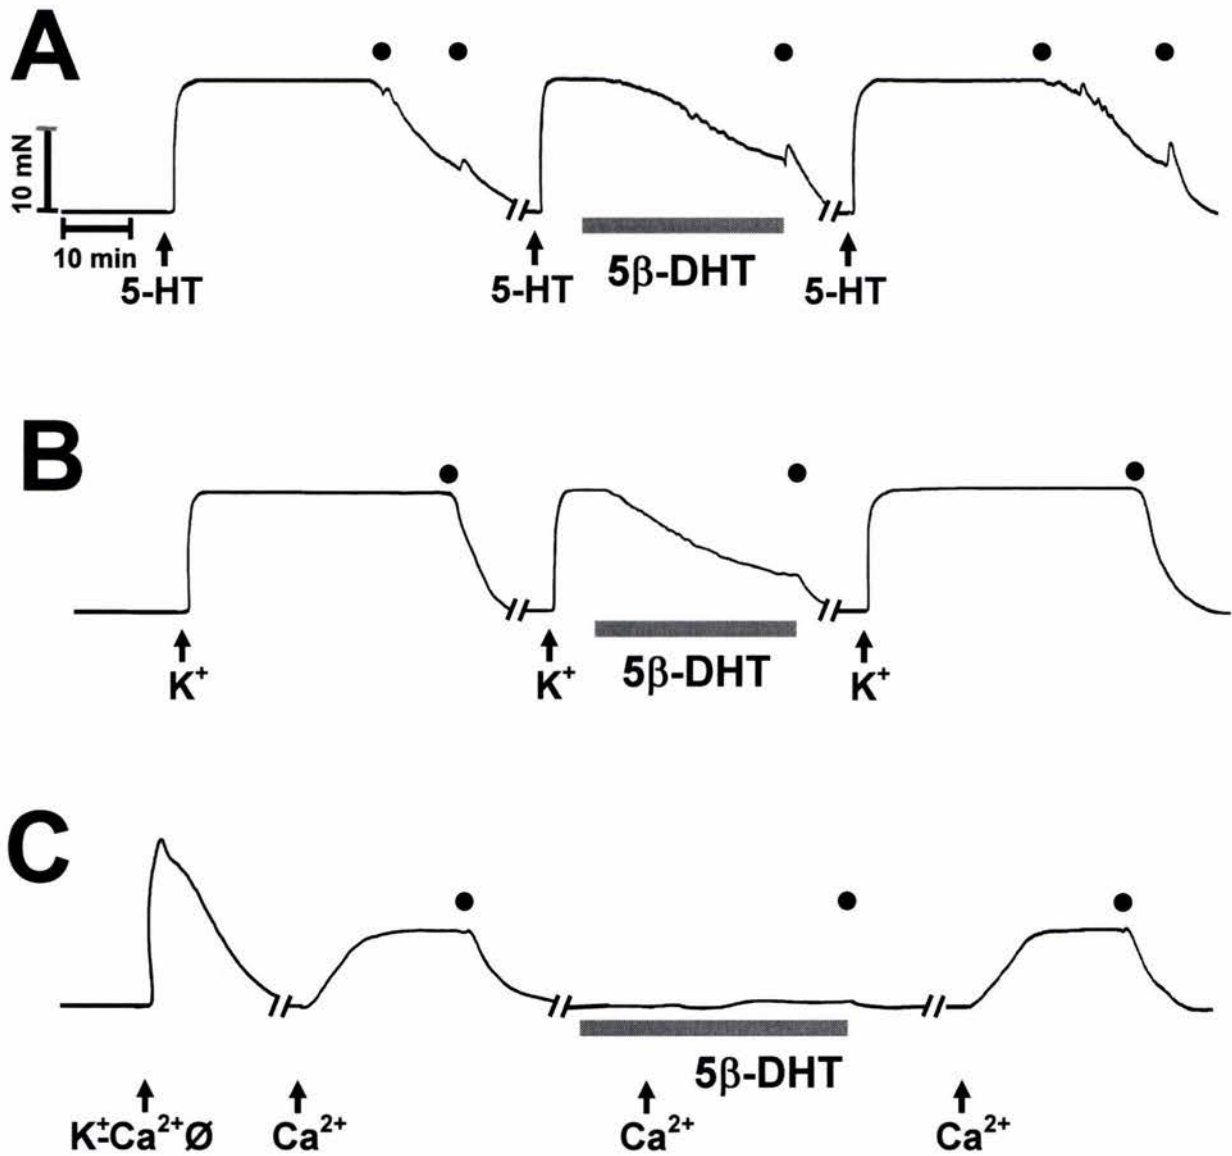 A
10 mN
10 min
5-HT
5-HT
5β-DHT
5-HT
B
K⁺
K⁺
5β-DHT
K⁺
C
5β-DHT
K⁺-Ca²⁺Ø
Ca²⁺
Ca²⁺
Ca²⁺